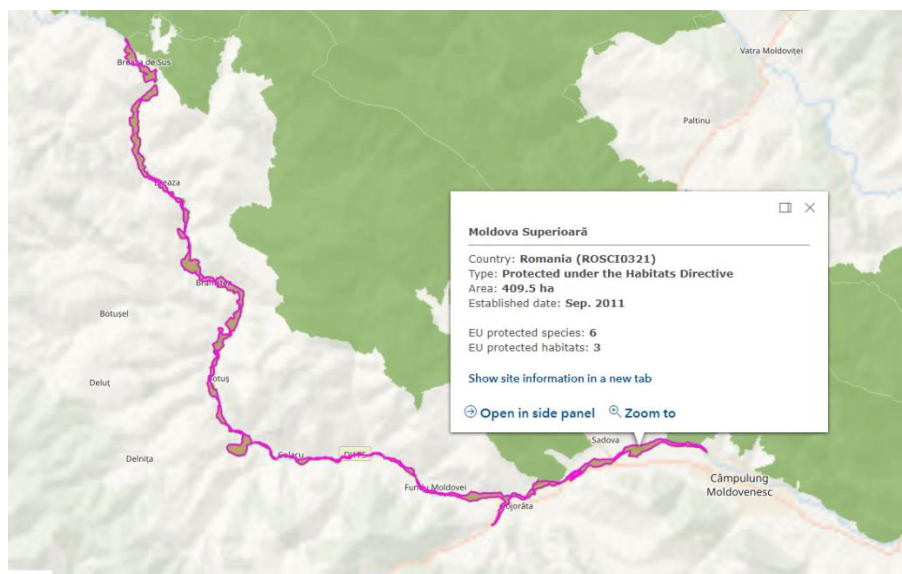 Vatra Moldoviței
Breaza de Sus
Paltinu
Breaza
Moldova Superioară
Country: Romania (ROSCI0321)
Type: Protected under the Habitats Directive
Area: 409.5 ha
Established date: Sep. 2011
EU protected species: 6
EU protected habitats: 3
Show site information in a new tab
Open in side panel
Zoom to
Botușel
Deluț
Botuș
Sadova
Delnița
Colacu
Câmpulung
Moldovenesc
Fundu Moldovei
Pojorâta